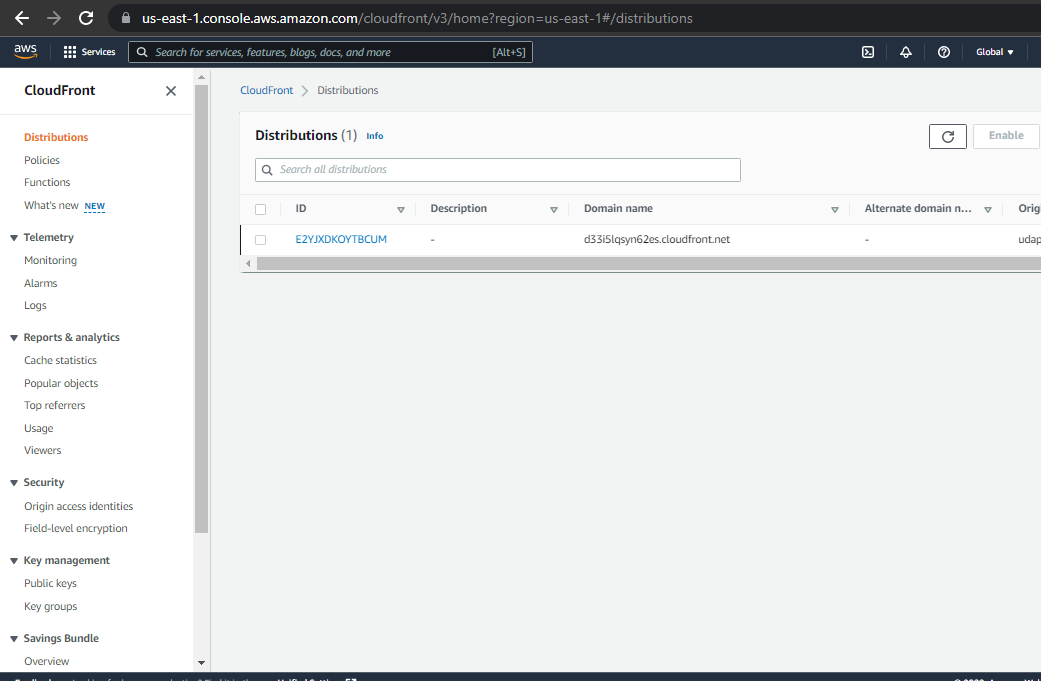 us-east-1.console.aws.amazon.com/cloudfront/v3/home?region=us-east-1#/distributions
aws Services Search for services, features, blogs, docs, and more [Alt+S] Global
CloudFront
Distributions
Policies
Functions
What's new NEW
Telemetry
Monitoring
Alarms
Logs
Reports & analytics
Cache statistics
Popular objects
Top referrers
Usage
Viewers
Security
Origin access identities
Field-level encryption
Key management
Public keys
Key groups
Savings Bundle
Overview
CloudFront Distributions
Distributions (1) Info
Enable
Search all distributions
ID Description Domain name Alternate domain n... Origi
E2YJXDKOYTBCUM - d33i5lqsyn62es.cloudfront.net - udap